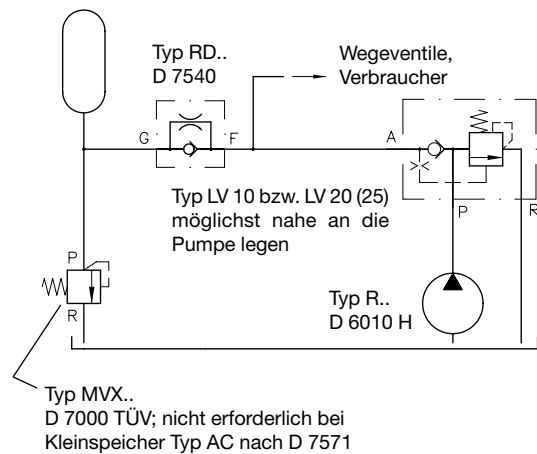 Typ RD..
D 7540
Wegeventile,
Verbraucher
G
F
A
Typ LV 10 bzw. LV 20 (25)
möglichst nahe an die
Pumpe legen
P
R
P
R
Typ R..
D 6010 H
Typ MVX..
D 7000 TÜV; nicht erforderlich bei
Kleinspeicher Typ AC nach D 7571